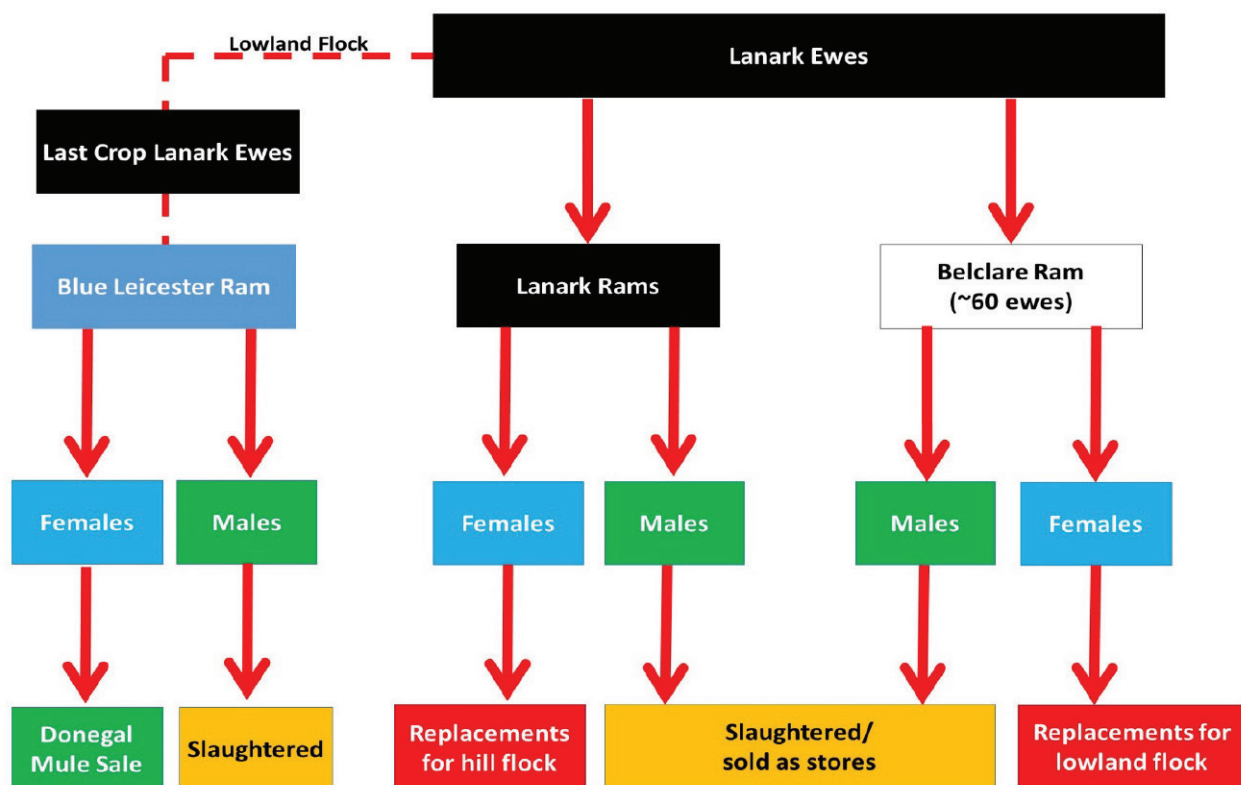 Lowland Flock
Lanark Ewes
Last Crop Lanark Ewes
Blue Leicester Ram
Lanark Rams
Belclare Ram
(~60 ewes)
Females
Males
Females
Males
Males
Females
Donegal
Mule Sale
Slaughtered
Replacements
for hill flock
Slaughtered/
sold as stores
Replacements for
lowland flock